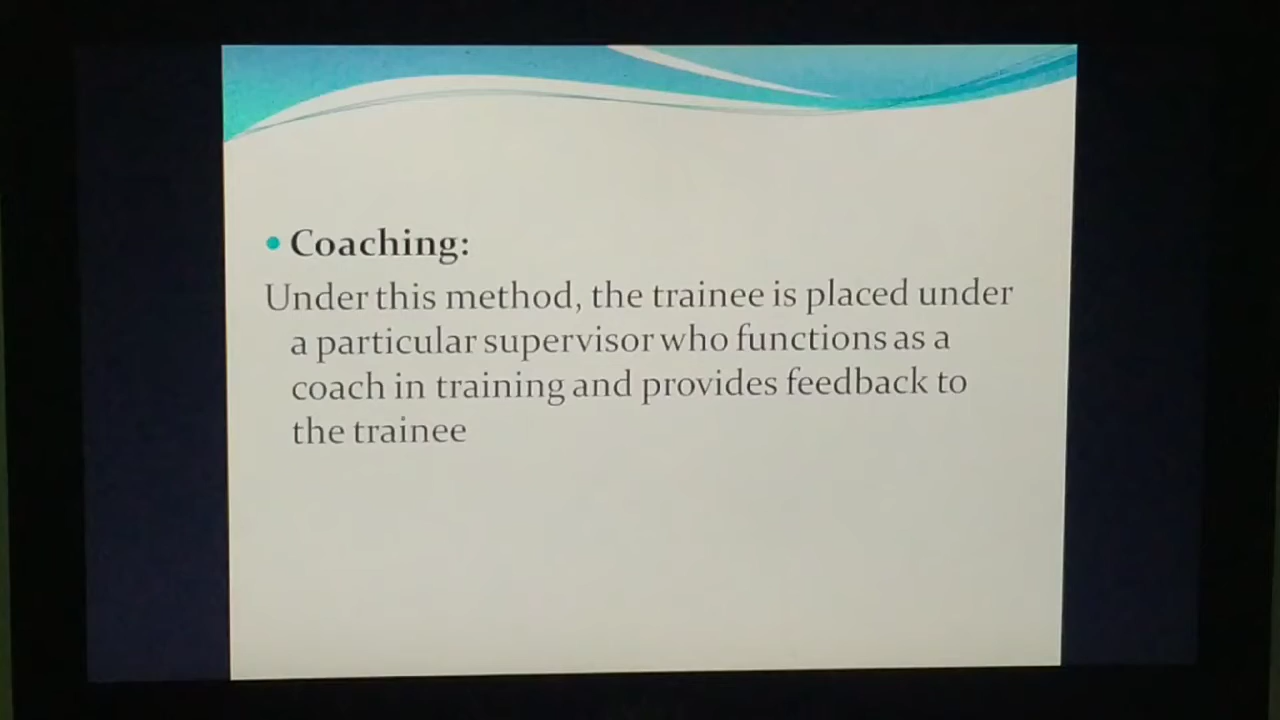 • Coaching:
Under this method, the trainee is placed under
a particular supervisor who functions as a
coach in training and provides feedback to
the trainee